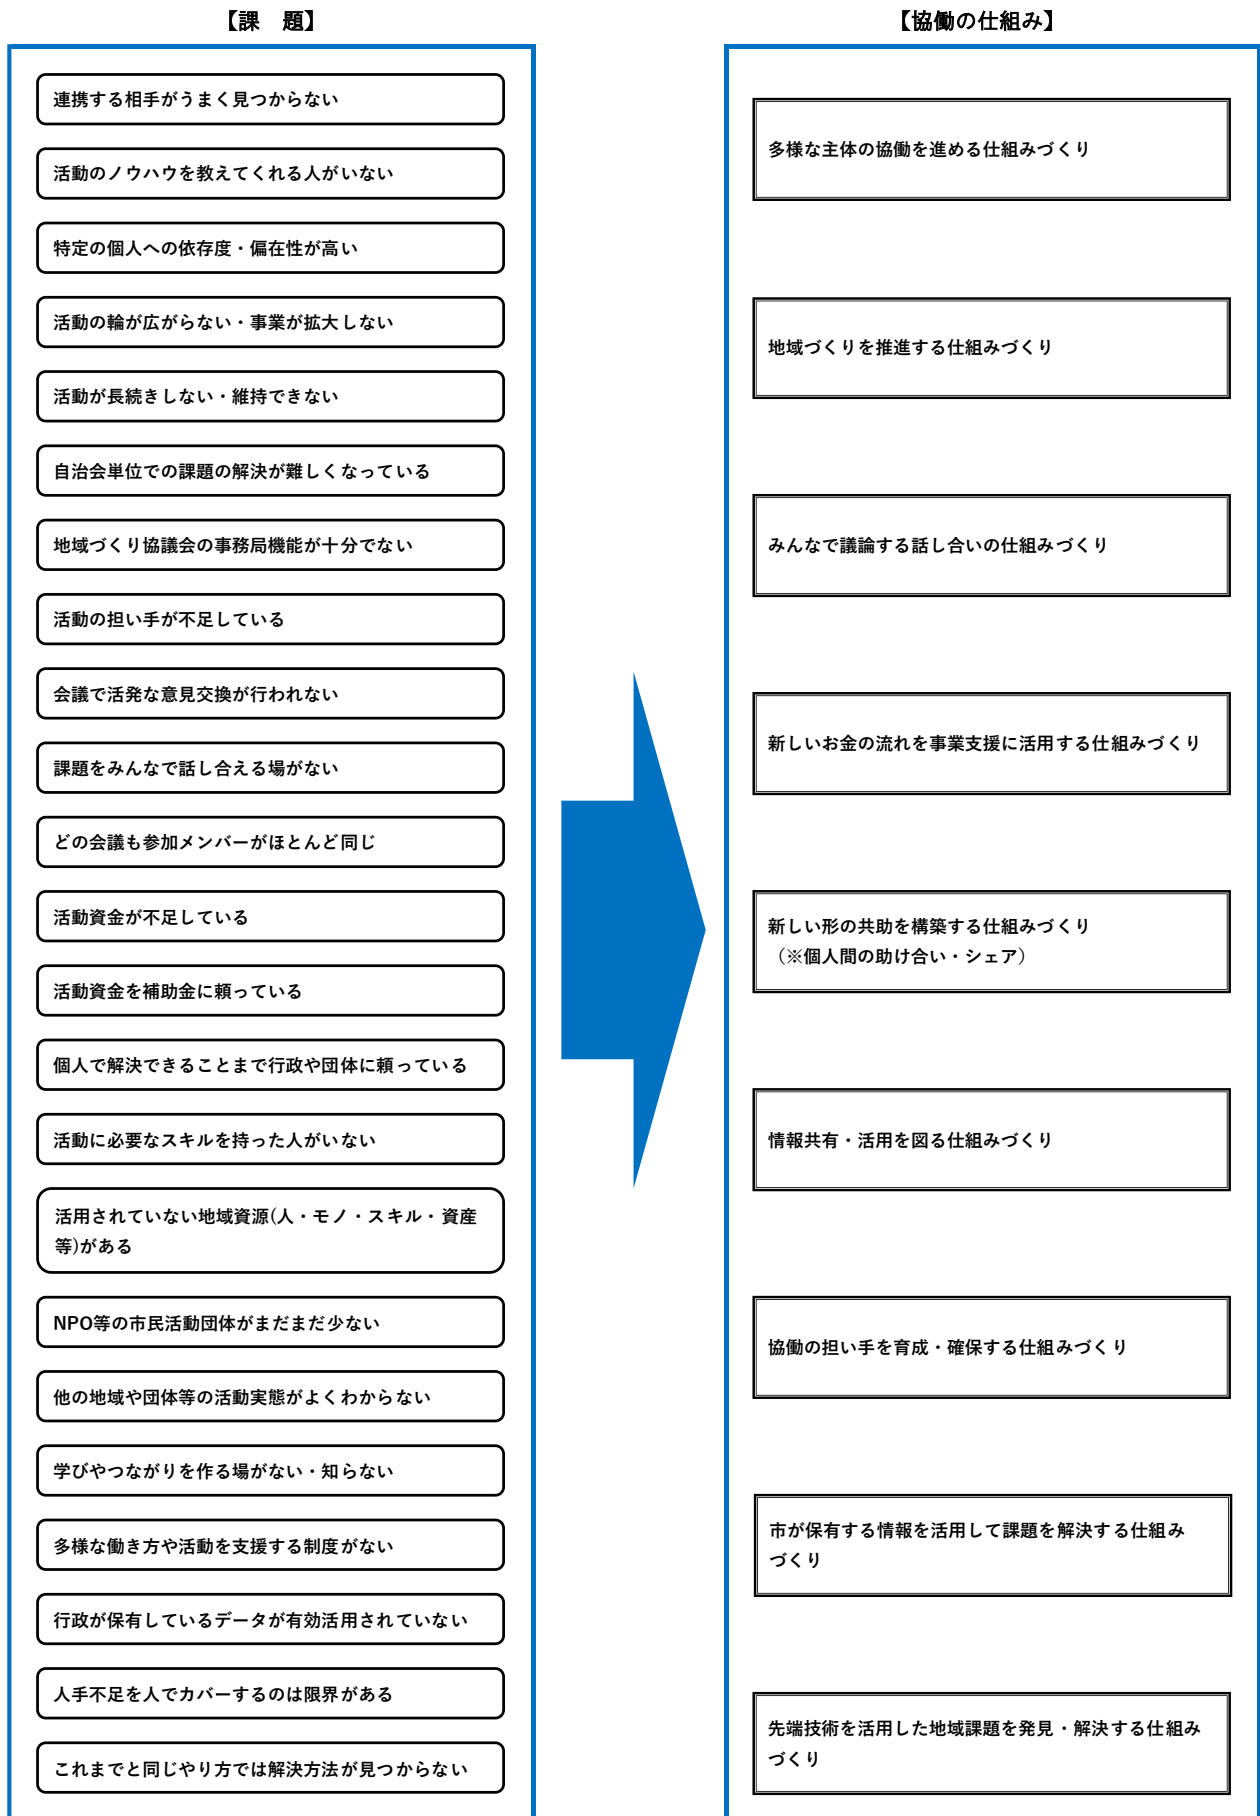 【課　題】
連携する相手がうまく見つからない
活動のノウハウを教えてくれる人がいない
特定の個人への依存度・偏在性が高い
活動の輪が広がらない・事業が拡大しない
活動が長続きしない・維持できない
自治会単位での課題の解決が難しくなっている
地域づくり協議会の事務局機能が十分でない
活動の担い手が不足している
会議で活発な意見交換が行われない
課題をみんなで話し合える場がない
どの会議も参加メンバーがほとんど同じ
活動資金が不足している
活動資金を補助金に頼っている
個人で解決できることまで行政や団体に頼っている
活動に必要なスキルを持った人がいない
活用されていない地域資源(人・モノ・スキル・資産
等)がある
NPO等の市民活動団体がまだまだ少ない
他の地域や団体等の活動実態がよくわからない
学びやつながりを作る場がない・知らない
多様な働き方や活動を支援する制度がない
行政が保有しているデータが有効活用されていない
人手不足を人でカバーするのは限界がある
これまでと同じやり方では解決方法が見つからない
【協働の仕組み】
多様な主体の協働を進める仕組みづくり
地域づくりを推進する仕組みづくり
みんなで議論する話し合いの仕組みづくり
新しいお金の流れを事業支援に活用する仕組みづくり
新しい形の共助を構築する仕組みづくり
（※個人間の助け合い・シェア）
情報共有・活用を図る仕組みづくり
協働の担い手を育成・確保する仕組みづくり
市が保有する情報を活用して課題を解決する仕組み
づくり
先端技術を活用した地域課題を発見・解決する仕組み
づくり